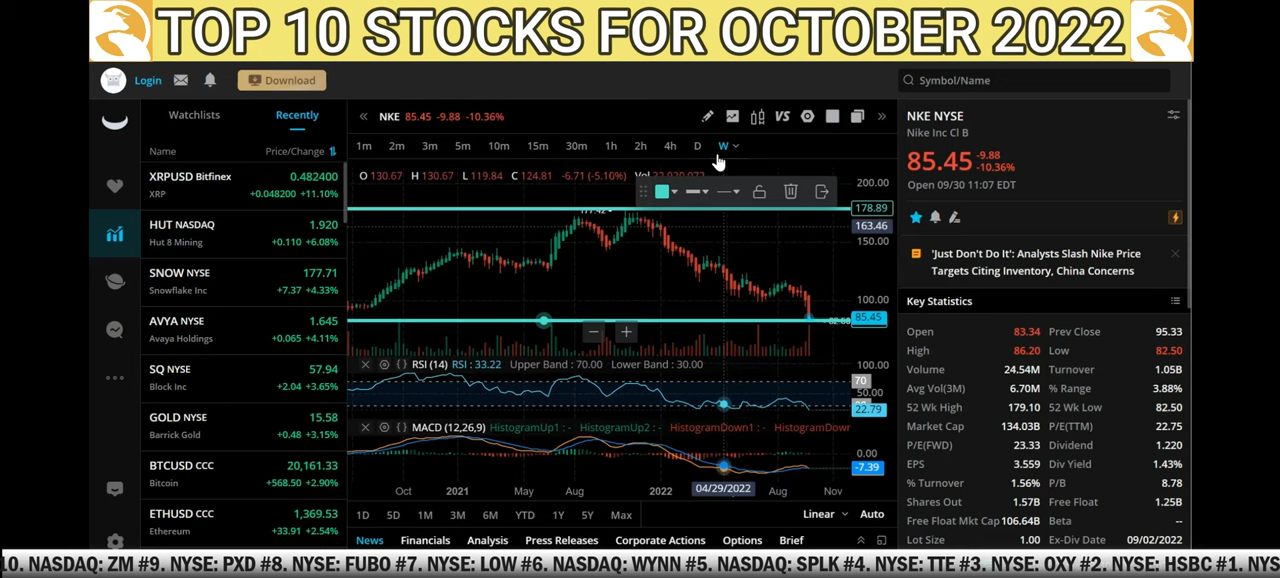 TOP 10 STOCKS FOR OCTOBER 2022
Login
Download
Symbol/Name
Watchlists
Recently
Name
Price/Change
XRPUSD Bitfinex 0.482400
XRP +0.048200 +11.10%
HUT NASDAQ 1.920
Hut 8 Mining +0.110 +6.08%
SNOW NYSE 177.71
Snowflake Inc +7.37 +4.33%
AVYA NYSE 1.645
Avaya Holdings +0.065 +4.11%
SQ NYSE 57.94
Block Inc +2.04 +3.65%
GOLD NYSE 15.58
Barrick Gold +0.48 +3.15%
BTCUSD CCC 20,161.33
Bitcoin +568.50 +2.90%
ETHUSD CCC 1,369.53
Ethereum +33.91 +2.54%
NKE 85.45 -9.88 -10.36%
VS
1m 2m 3m 5m 10m 15m 30m 1h 2h 4h D W
O 130.67 H 130.67 L 119.84 C 124.81 -6.71 (-5.10%) Vol
200.00
178.89
163.46
150.00
100.00
85.45
RSI (14) RSI : 33.22 Upper Band : 70.00 Lower Band : 30.00
100.00
70
50.00
22.79
MACD (12,26,9) HistogramUp1 : - HistogramUp2 : - HistogramDown1 : - HistogramDowr
0.00
-7.39
Oct 2021 May Aug 2022 04/29/2022 Aug Nov
1D 5D 1M 3M 6M YTD 1Y 5Y Max
Linear Auto
News Financials Analysis Press Releases Corporate Actions Options Brief
NKE NYSE
Nike Inc Cl B
85.45 -9.88
-10.36%
Open 09/30 11:07 EDT
'Just Don't Do It': Analysts Slash Nike Price
Targets Citing Inventory, China Concerns
Key Statistics
Open 83.34 Prev Close 95.33
High 86.20 Low 82.50
Volume 24.54M Turnover 1.05B
Avg Vol(3M) 6.70M % Range 3.88%
52 Wk High 179.10 52 Wk Low 82.50
Market Cap 134.03B P/E(TTM) 22.75
P/E(FWD) 23.33 Dividend 1.220
EPS 3.559 Div Yield 1.43%
% Turnover 1.56% P/B 8.78
Shares Out 1.57B Free Float 1.25B
Free Float Mkt Cap 106.64B Beta --
Lot Size 1.00 Ex-Div Date 09/02/2022
10. NASDAQ: ZM #9. NYSE: PXD #8. NYSE: FUBO #7. NYSE: LOW #6. NASDAQ: WYNN #5. NASDAQ: SPLK #4. NYSE: TTE #3. NYSE: OXY #2. NYSE: HSBC #1. NYS